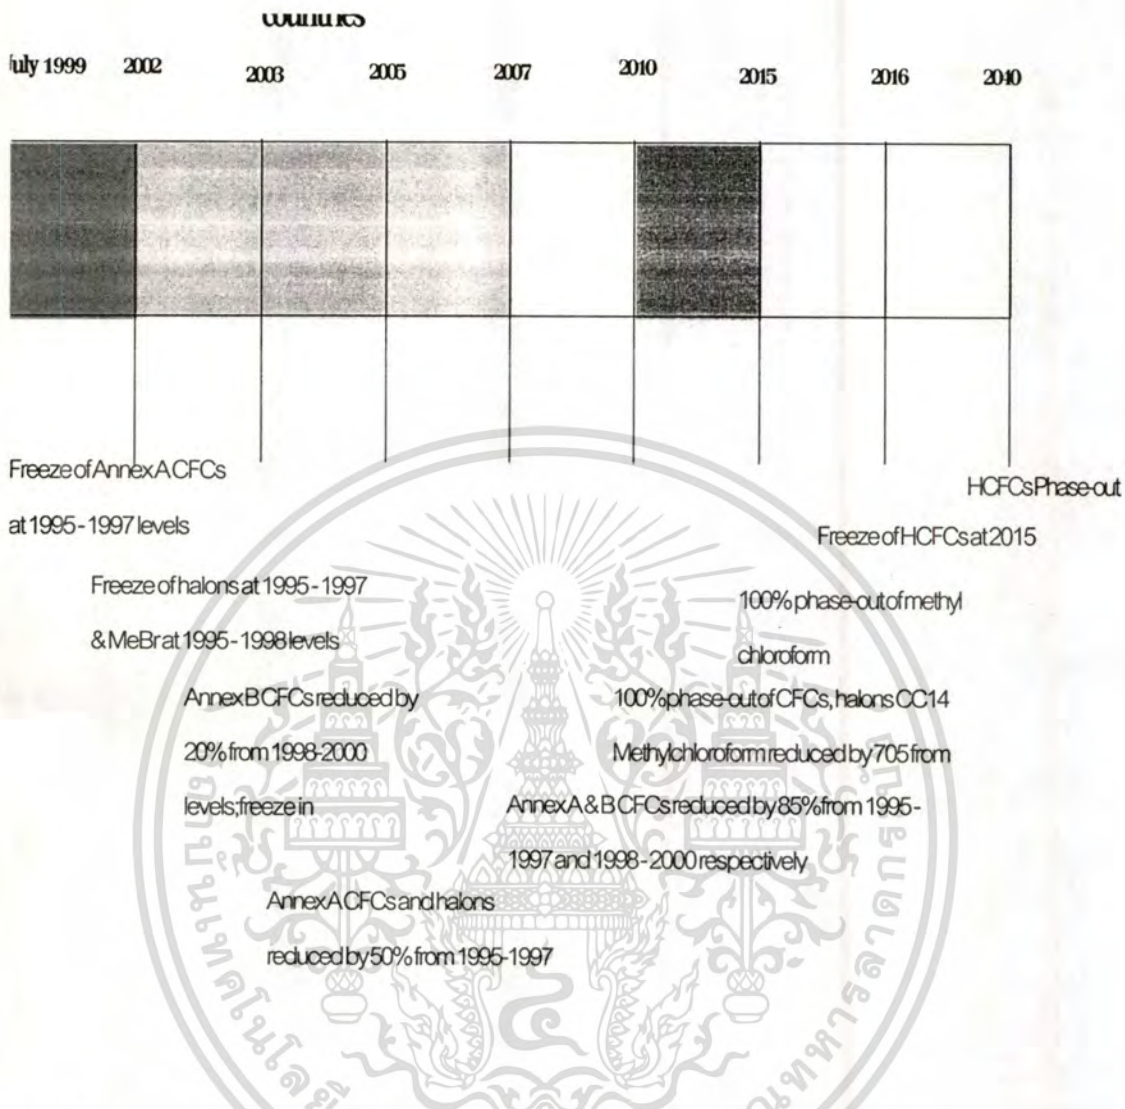 countries
July 1999 2002 2003 2005 2007 2010 2015 2016 2040
Freeze of Annex A CFCs
at 1995 - 1997 levels
HCFCs Phase-out
Freeze of HCFCs at 2015
Freeze of halons at 1995 - 1997
& MeBr at 1995 - 1998 levels
100% phase-out of methyl
chloroform
Annex B CFCs reduced by
20% from 1998-2000
levels; freeze in
100% phase-out of CFCs, halons CC14
Methyl chloroform reduced by 705 from
Annex A & B CFCs reduced by 85% from 1995 -
1997 and 1998 - 2000 respectively
Annex A CFCs and halons
reduced by 50% from 1995-1997